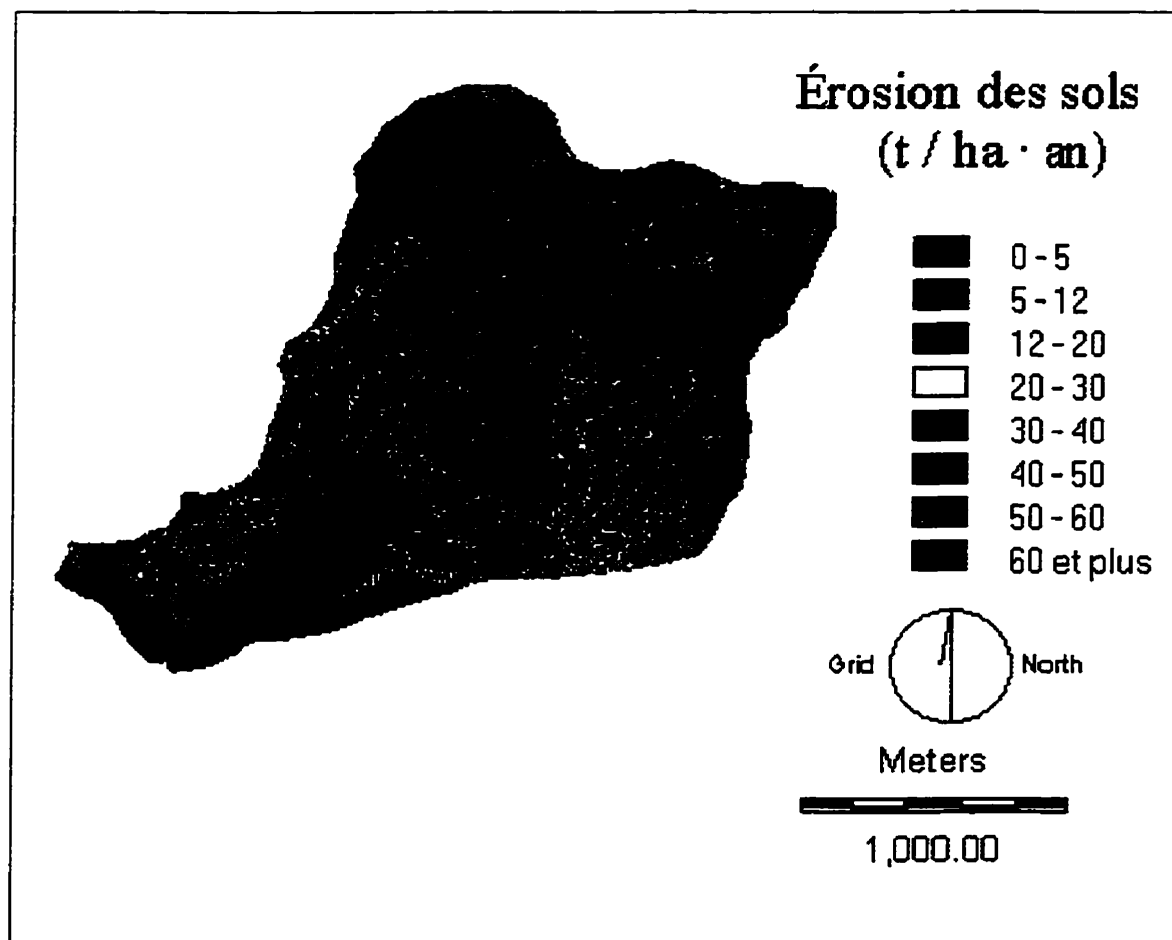 Érosion des sols
(t / ha · an)
0 - 5
5 - 12
12 - 20
20 - 30
30 - 40
40 - 50
50 - 60
60 et plus
Grid North
Meters
1,000.00